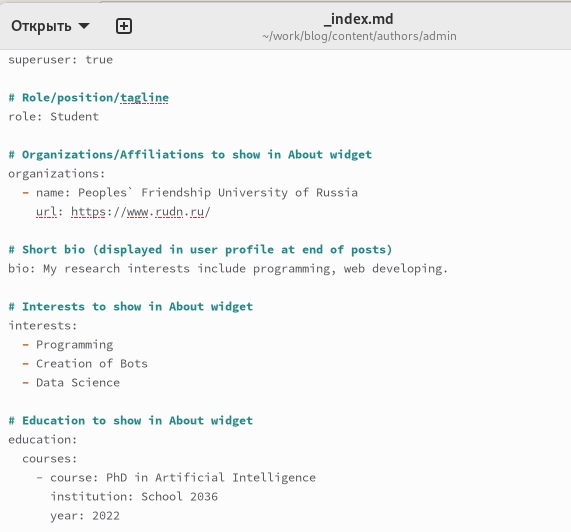 Открыть
_index.md
~/work/blog/content/authors/admin
superuser: true
# Role/position/tagline
role: Student
# Organizations/Affiliations to show in About widget
organizations:
- name: Peoples` Friendship University of Russia
url: https://www.rudn.ru/
# Short bio (displayed in user profile at end of posts)
bio: My research interests include programming, web developing.
# Interests to show in About widget
interests:
- Programming
- Creation of Bots
- Data Science
# Education to show in About widget
education:
courses:
- course: PhD in Artificial Intelligence
institution: School 2036
year: 2022